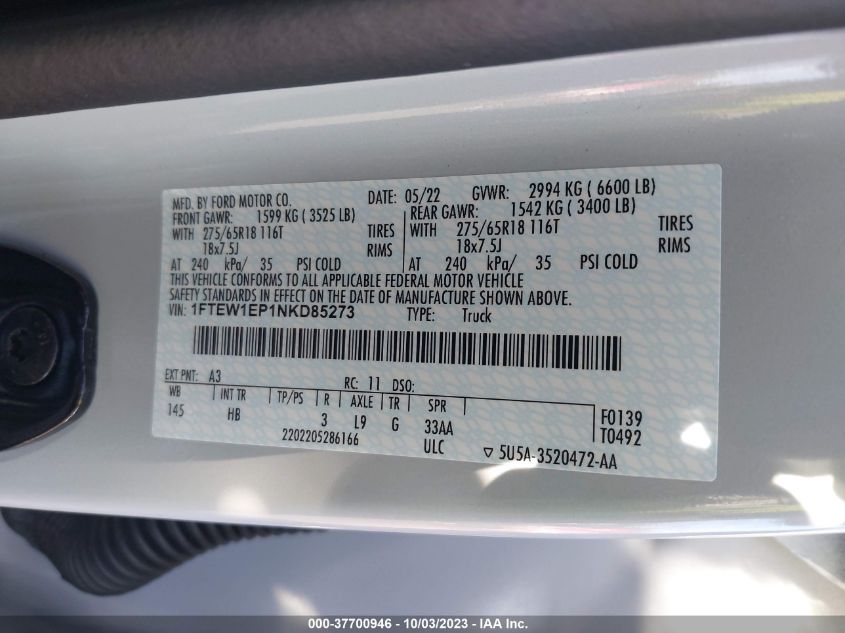 MFD. BY FORD MOTOR CO. DATE: 05/22 GVWR: 2994 KG ( 6600 LB)
FRONT GAWR: 1599 KG ( 3525 LB) REAR GAWR: 1542 KG ( 3400 LB)
WITH 275/65R18 116T TIRES WITH 275/65R18 116T TIRES
18x7.5J RIMS 18x7.5J RIMS
AT 240 kPa/ 35 PSI COLD AT 240 kPa/ 35 PSI COLD
THIS VEHICLE CONFORMS TO ALL APPLICABLE FEDERAL MOTOR VEHICLE
SAFETY STANDARDS IN EFFECT ON THE DATE OF MANUFACTURE SHOWN ABOVE.
VIN: 1FTEW1EP1NKD85273 TYPE: Truck
EXT PNT: A3 RC: 11 DSO:
WB INT TR TP/PS R AXLE TR SPR F0139
145 HB 3 L9 G 33AA T0492
2202205286166 ULC ▽ 5U5A-3520472-AA
000-37700946 - 10/03/2023 - IAA Inc.